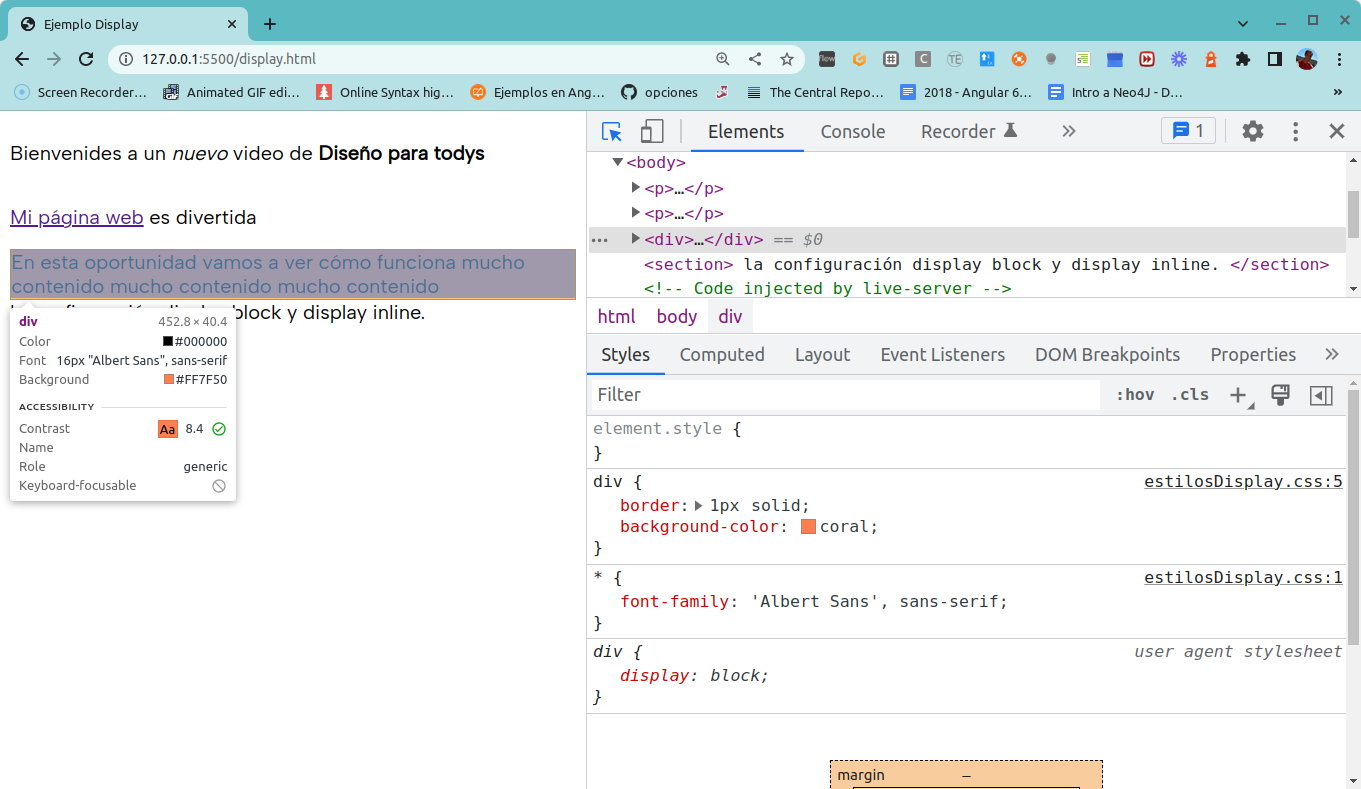 Ejemplo Display
127.0.0.1:5500/display.html
Screen Recorder…
Animated GIF edi…
Online Syntax hig…
Ejemplos en Ang…
opciones
The Central Repo…
2018 - Angular 6…
Intro a Neo4J - D…
»
Bienvenides a un nuevo video de Diseño para todys
Mi página web es divertida
En esta oportunidad vamos a ver cómo funciona mucho
contenido mucho contenido mucho contenido
block y display inline.
div 452.8 × 40.4
Color #000000
Font 16px "Albert Sans", sans-serif
Background #FF7F50
ACCESSIBILITY
Contrast Aa 8.4
Name
Role generic
Keyboard-focusable
Elements Console Recorder » 1
<body>
<p>…</p>
<p>…</p>
<div>…</div> == $0
<section> la configuración display block y display inline. </section>
<!-- Code injected by live-server -->
html body div
Styles Computed Layout Event Listeners DOM Breakpoints Properties »
Filter :hov .cls +
element.style {
}
div { estilosDisplay.css:5
border: 1px solid;
background-color: coral;
}
* { estilosDisplay.css:1
font-family: 'Albert Sans', sans-serif;
}
div { user agent stylesheet
display: block;
}
margin –